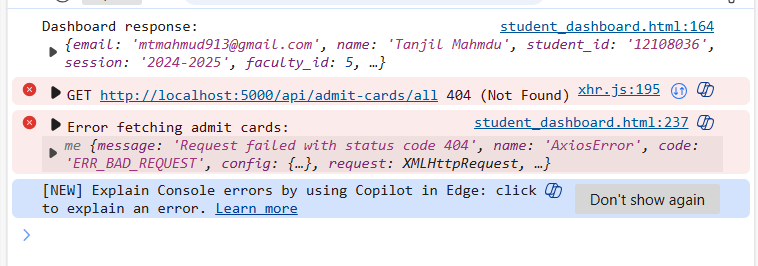 Dashboard response: student_dashboard.html:164
{email: 'mtmahmud913@gmail.com', name: 'Tanjil Mahmdu', student_id: '12108036',
session: '2024-2025', faculty_id: 5, …}
GET http://localhost:5000/api/admit-cards/all 404 (Not Found) xhr.js:195
Error fetching admit cards: student_dashboard.html:237
me {message: 'Request failed with status code 404', name: 'AxiosError', code:
'ERR_BAD_REQUEST', config: {…}, request: XMLHttpRequest, …}
[NEW] Explain Console errors by using Copilot in Edge: click
to explain an error. Learn more
Don't show again